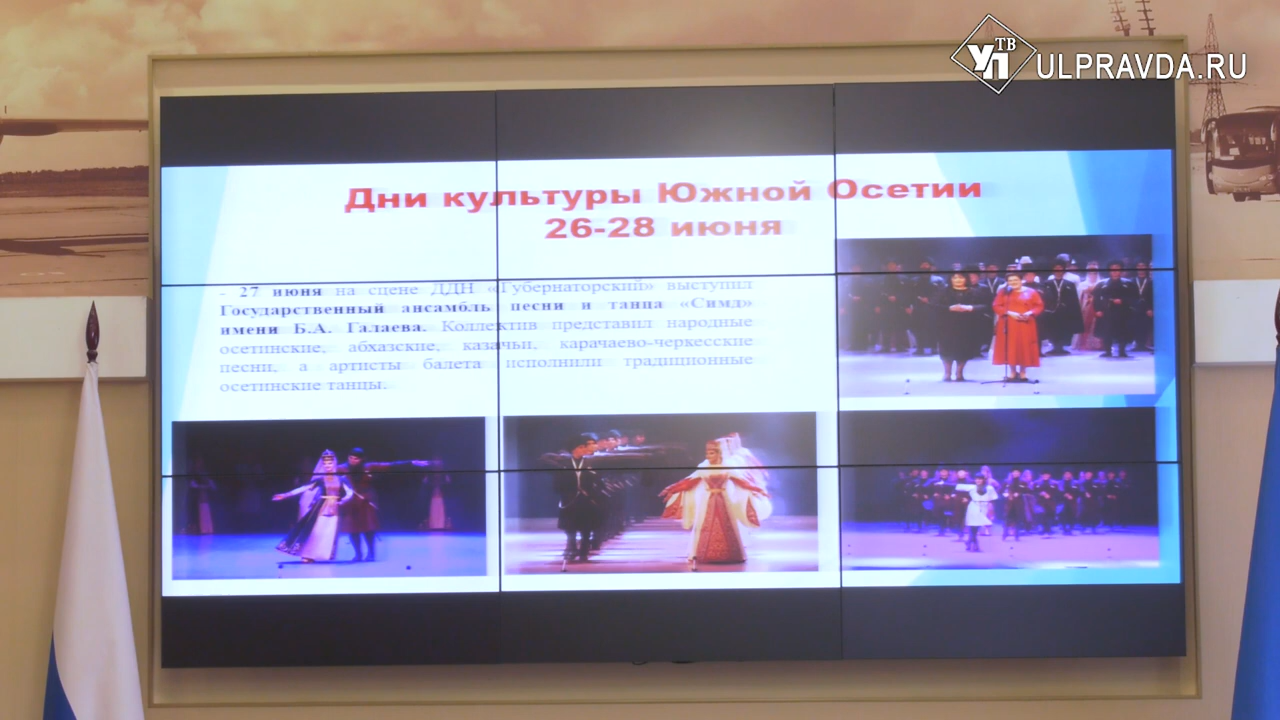 ТВ
УП
ULPRAVDA.RU
Дни культуры Южной Осетии
26-28 июня
- 27 июня на сцене ДДН «Губернаторский» выступил
Государственный ансамбль песни и танца «Симд»
имени Б.А. Галаева. Коллектив представил народные
осетинские, абхазские, казачьи, карачаево-черкесские
песни, а артисты балета исполнили традиционные
осетинские танцы.